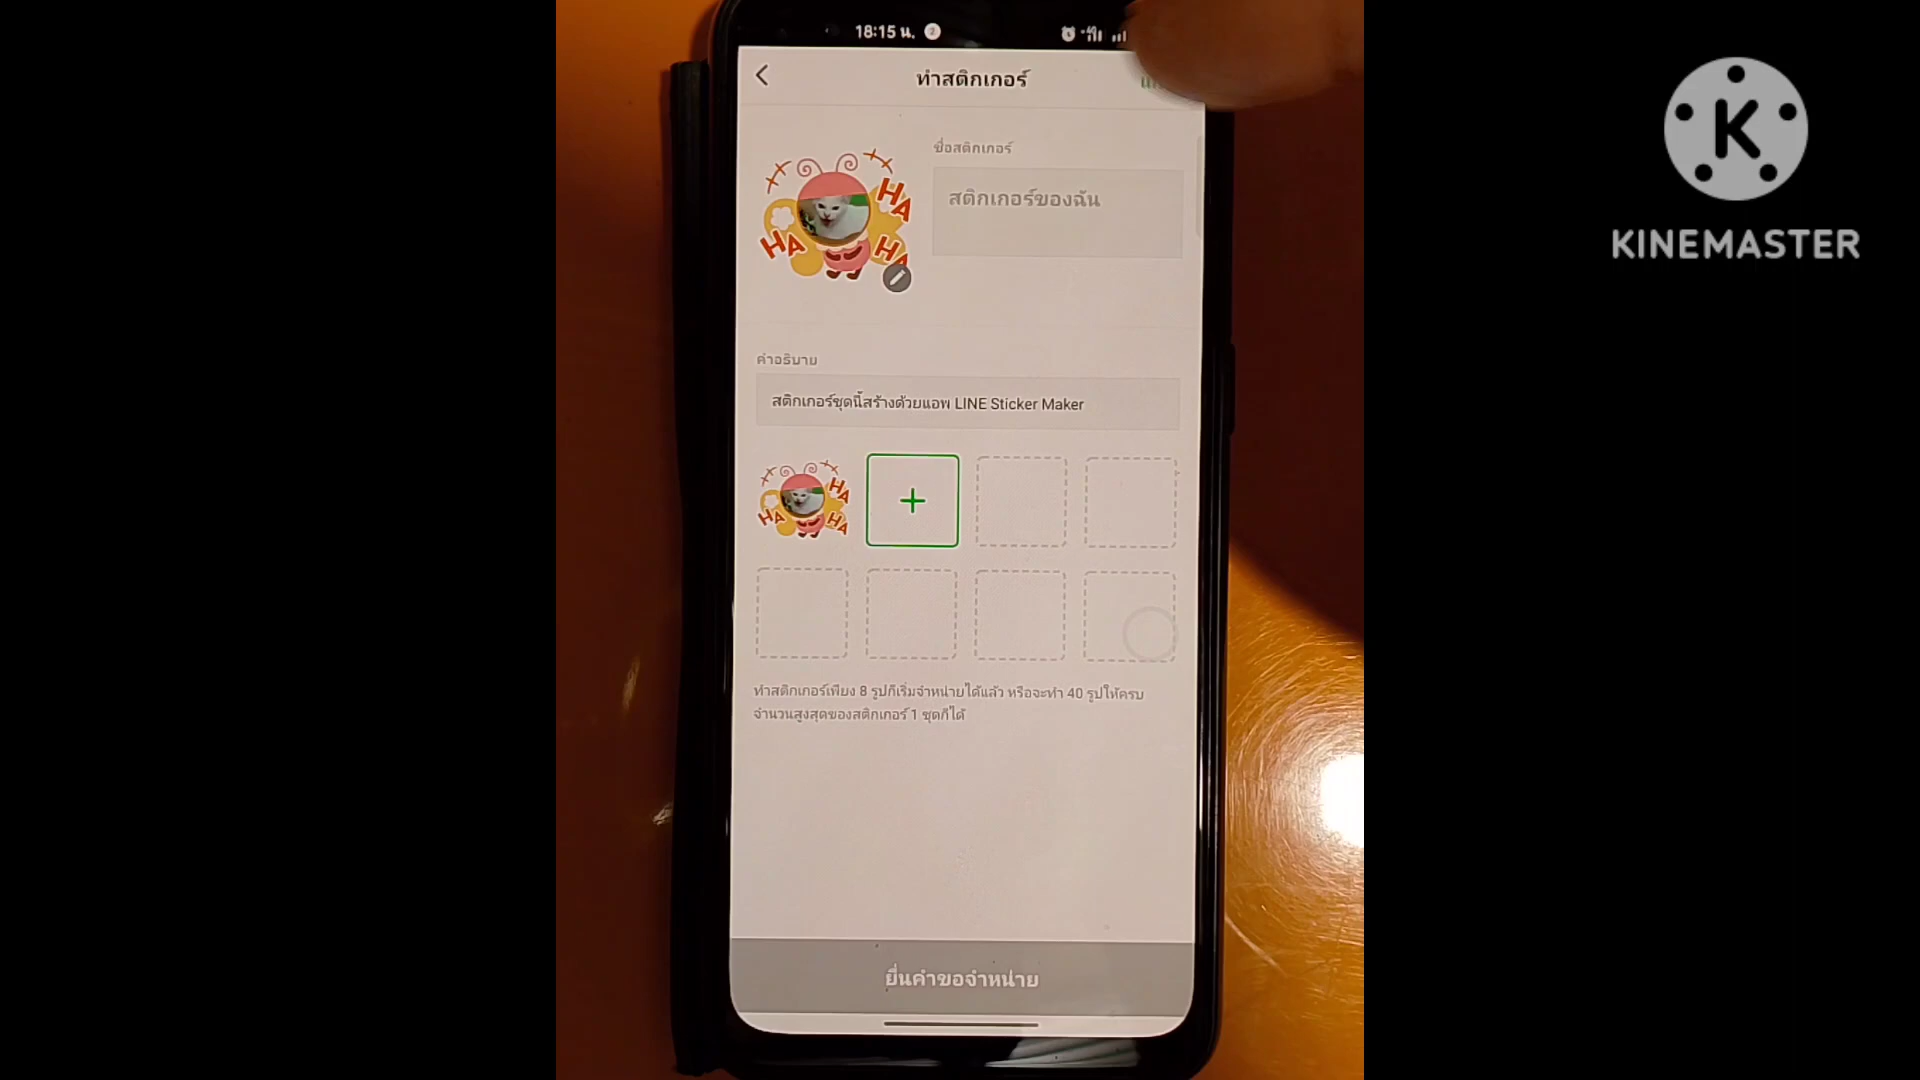 18:15 น. 2
4G
ทำสติกเกอร์
ชื่อสติกเกอร์
สติกเกอร์ของฉัน
HA
HA
HA
คำอธิบาย
สติกเกอร์ชุดนี้สร้างด้วยแอพ LINE Sticker Maker
HA
HA
HA
ทำสติกเกอร์เพียง 8 รูปก็เริ่มจำหน่ายได้แล้ว หรือจะทำ 40 รูปให้ครบ
จำนวนสูงสุดของสติกเกอร์ 1 ชุดก็ได้
ยื่นคำขอจำหน่าย
K
KINEMASTER